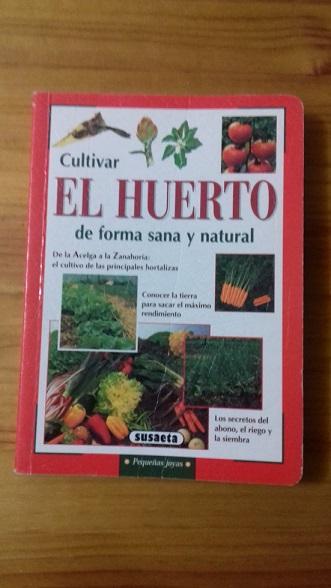 Cultivar
EL HUERTO
de forma sana y natural
De la Acelga a la Zanahoria:
el cultivo de las principales hortalizas
Conocer la tierra
para sacar el máximo
rendimiento
Los secretos del
abono, el riego y
la siembra
susaeta
• Pequeñas joyas •